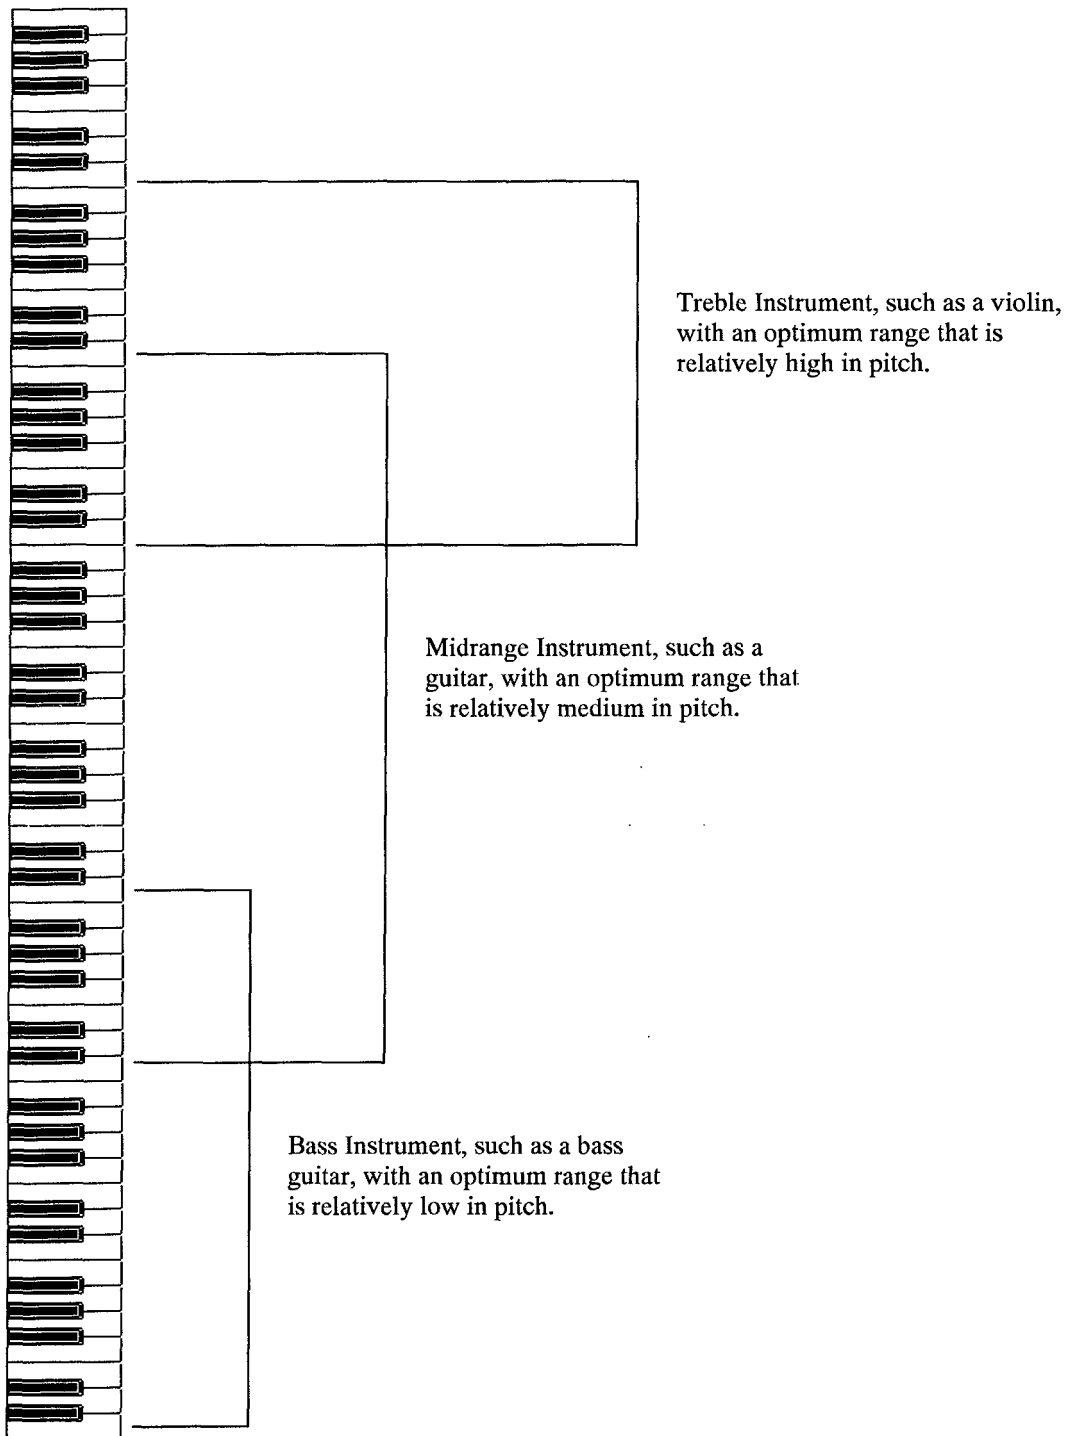 Treble Instrument, such as a violin,
with an optimum range that is
relatively high in pitch.
Midrange Instrument, such as a
guitar, with an optimum range that
is relatively medium in pitch.
Bass Instrument, such as a bass
guitar, with an optimum range that
is relatively low in pitch.